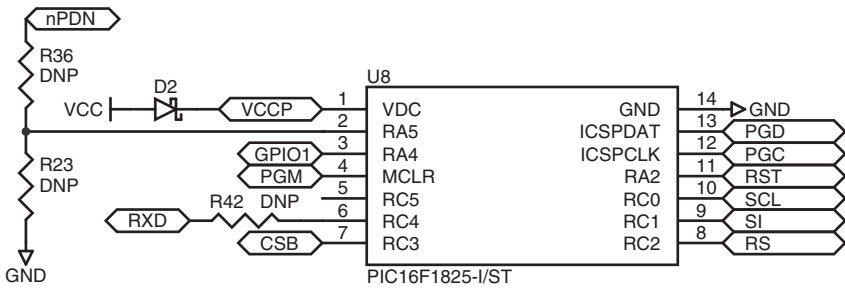 nPDN
R36
DNP
D2
VCC
VCCP
U8
1 VDC
2 RA5
3 RA4
4 MCLR
5 RC5
6 RC4
7 RC3
GND 14 GND
ICSPDAT 13 PGD
ICSPCLK 12 PGC
RA2 11 RST
RC0 10 SCL
RC1 9 SI
RC2 8 RS
GPIO1
PGM
R23
DNP
R42 DNP
RXD
CSB
GND
PIC16F1825-I/ST